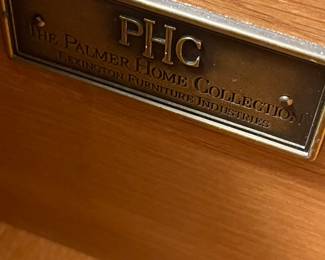 PHC
The Palmer Home Collection
Lexington Furniture Industries